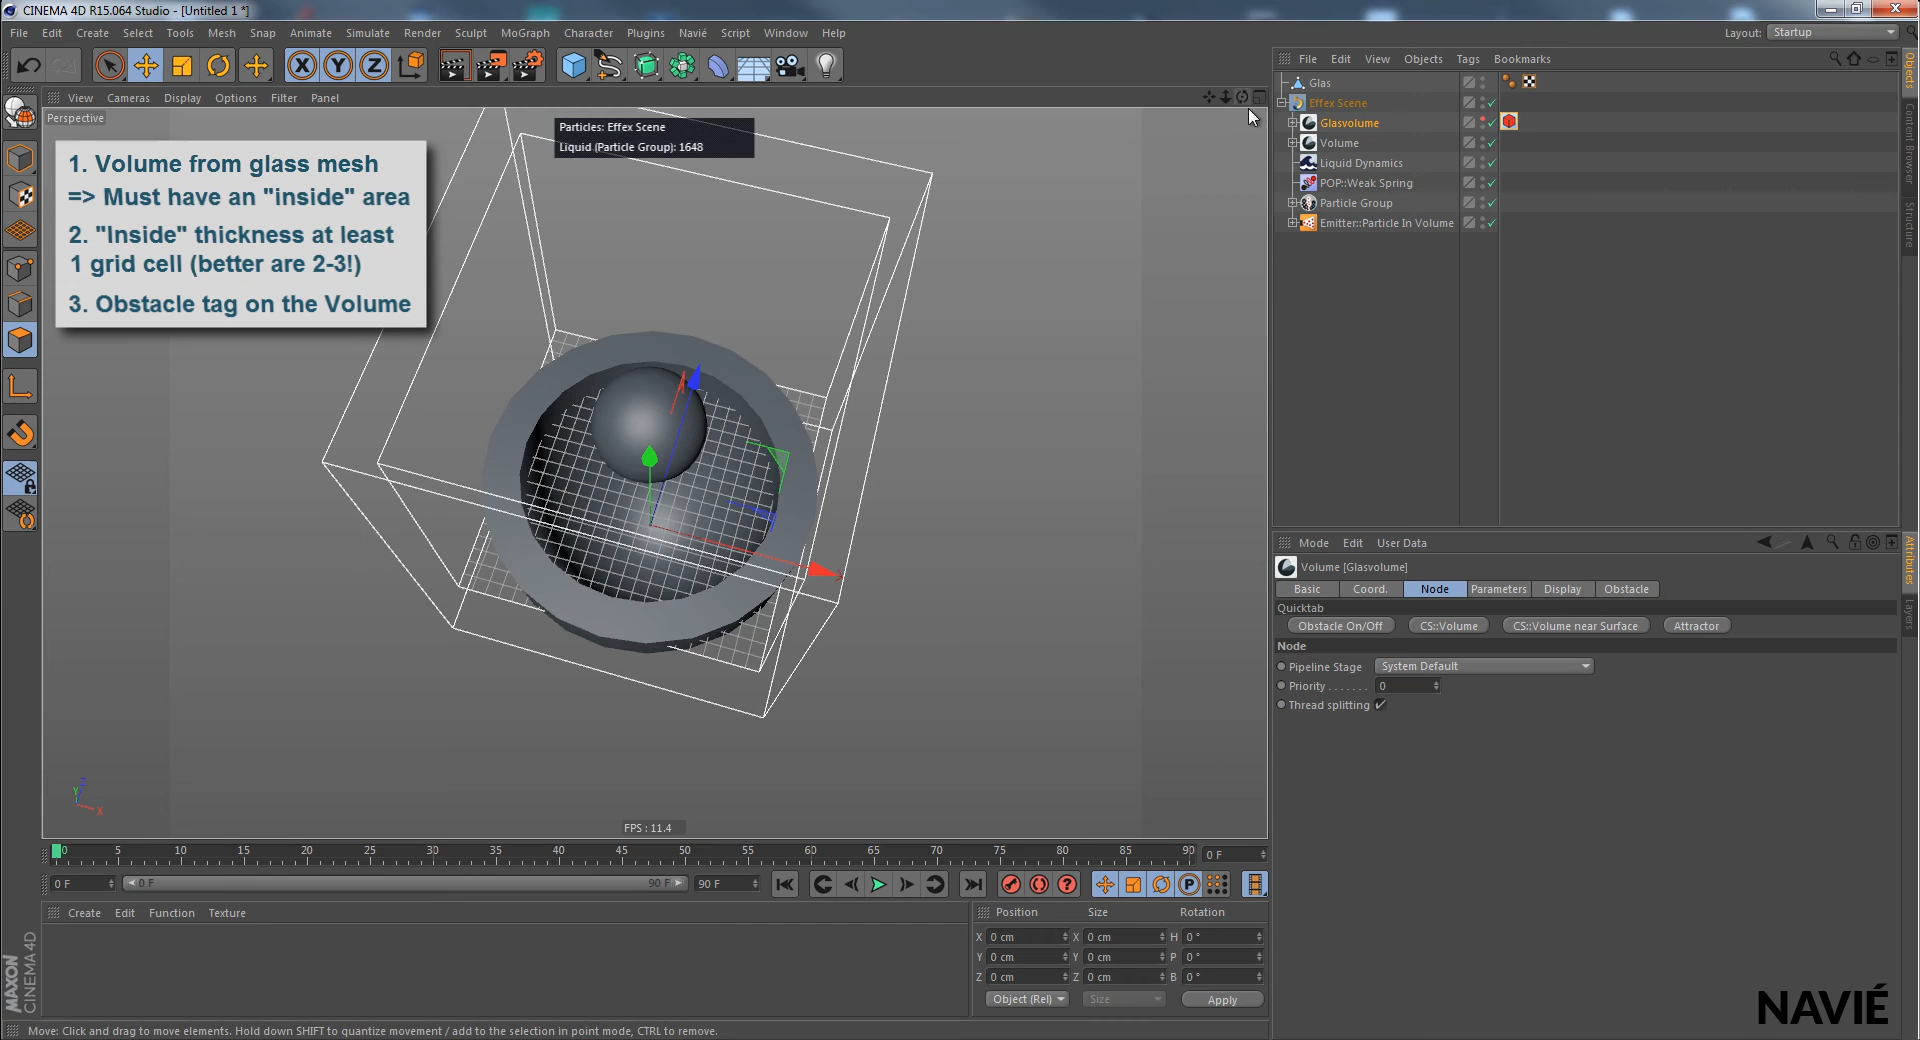 CINEMA 4D R15.064 Studio - [Untitled 1 *]
File Edit Create Select Tools Mesh Snap Animate Simulate Render Sculpt MoGraph Character Plugins Navié Script Window Help
Layout: Startup
View Cameras Display Options Filter Panel
Perspective
Particles: Effex Scene
Liquid (Particle Group): 1648
1. Volume from glass mesh
=> Must have an "inside" area
2. "Inside" thickness at least
1 grid cell (better are 2-3!)
3. Obstacle tag on the Volume
X Y Z
Y Z X
FPS : 11.4
File Edit View Objects Tags Bookmarks
Glas
Effex Scene
Glasvolume
Volume
Liquid Dynamics
POP::Weak Spring
Particle Group
Emitter::Particle In Volume
Objects
Content Browser
Structure
Mode Edit User Data
Volume [Glasvolume]
Basic Coord. Node Parameters Display Obstacle
Quicktab
Obstacle On/Off CS::Volume CS::Volume near Surface Attractor
Node
Pipeline Stage System Default
Priority . . . . . . . 0
Thread splitting
Attributes
Layers
0 5 10 15 20 25 30 35 40 45 50 55 60 65 70 75 80 85 90
0 F
0 F 0 F 90 F 90 F
P
Create Edit Function Texture
Position Size Rotation
X 0 cm X 0 cm H 0 °
Y 0 cm Y 0 cm P 0 °
Z 0 cm Z 0 cm B 0 °
Object (Rel) Size Apply
MAXON
CINEMA 4D
NAVIÉ
Move: Click and drag to move elements. Hold down SHIFT to quantize movement / add to the selection in point mode, CTRL to remove.